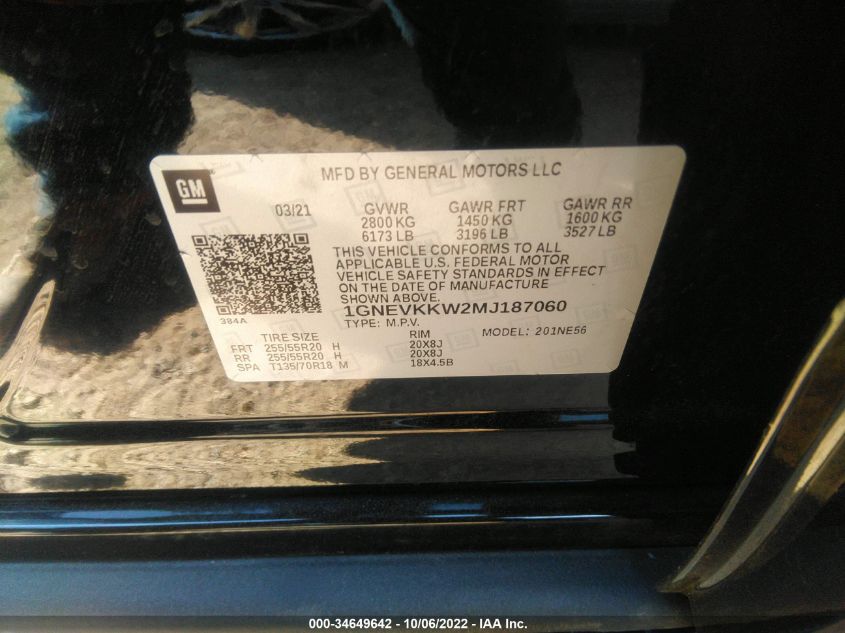 GM
MFD BY GENERAL MOTORS LLC
03/21 GVWR GAWR FRT GAWR RR
2800 KG 1450 KG 1600 KG
6173 LB 3196 LB 3527 LB
THIS VEHICLE CONFORMS TO ALL
APPLICABLE U.S. FEDERAL MOTOR
VEHICLE SAFETY STANDARDS IN EFFECT
ON THE DATE OF MANUFACTURE
SHOWN ABOVE.
384A 1GNEVKKW2MJ187060
TYPE: M.P.V. MODEL: 201NE56
TIRE SIZE RIM
FRT 255/55R20 H 20X8J
RR 255/55R20 H 20X8J
SPA T135/70R18 M 18X4.5B
000-34649642 - 10/06/2022 - IAA Inc.